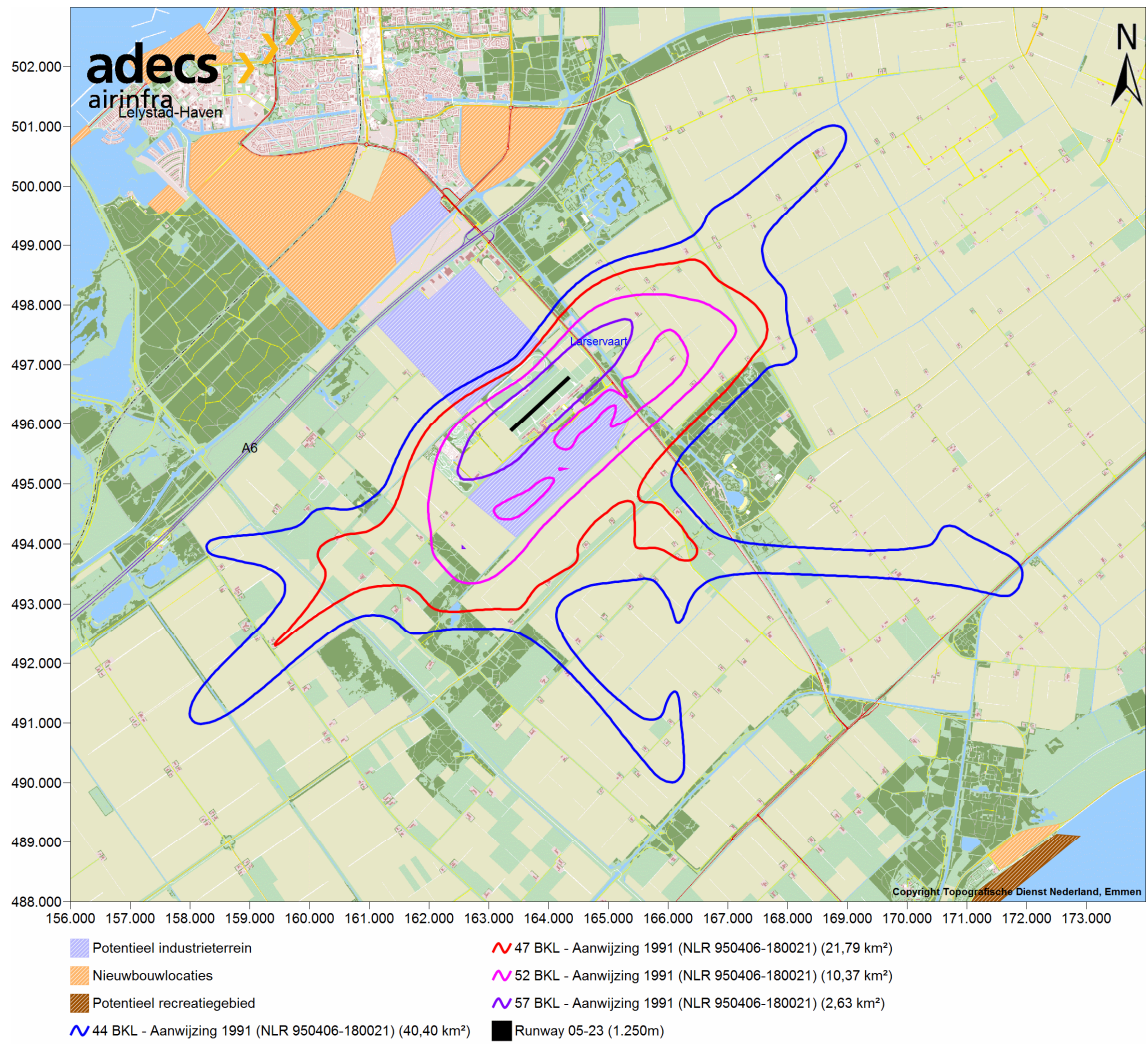 adecs
airinfra
Lelystad-Haven
N
502.000
501.000
500.000
499.000
498.000
497.000
496.000
495.000
494.000
493.000
492.000
491.000
490.000
489.000
488.000
Larservaart
A6
Copyright Topografische Dienst Nederland, Emmen
156.000 157.000 158.000 159.000 160.000 161.000 162.000 163.000 164.000 165.000 166.000 167.000 168.000 169.000 170.000 171.000 172.000 173.000
Potentieel industrieterrein
Nieuwbouwlocaties
Potentieel recreatiegebied
44 BKL - Aanwijzing 1991 (NLR 950406-180021) (40,40 km²)
47 BKL - Aanwijzing 1991 (NLR 950406-180021) (21,79 km²)
52 BKL - Aanwijzing 1991 (NLR 950406-180021) (10,37 km²)
57 BKL - Aanwijzing 1991 (NLR 950406-180021) (2,63 km²)
Runway 05-23 (1.250m)